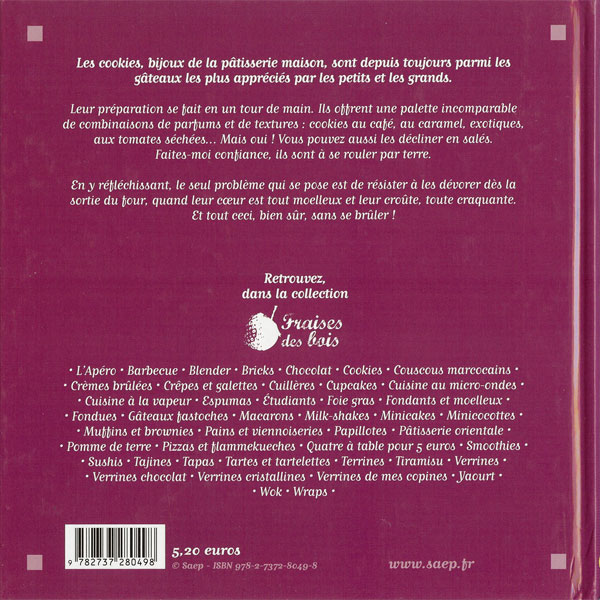 Les cookies, bijoux de la pâtisserie maison, sont depuis toujours parmi les
gâteaux les plus appréciés par les petits et les grands.
Leur préparation se fait en un tour de main. Ils offrent une palette incomparable
de combinaisons de parfums et de textures : cookies au café, au caramel, exotiques,
aux tomates séchées... Mais oui ! Vous pouvez aussi les décliner en salés.
Faites-moi confiance, ils sont à se rouler par terre.
En y réfléchissant, le seul problème qui se pose est de résister à les dévorer dès la
sortie du four, quand leur cœur est tout moelleux et leur croûte, toute craquante.
Et tout ceci, bien sûr, sans se brûler !
Retrouvez,
dans la collection
Fraises
des bois
• L'Apéro • Barbecue • Blender • Bricks • Chocolat • Cookies • Couscous marcocains •
• Crèmes brûlées • Crêpes et galettes • Cuillères • Cupcakes • Cuisine au micro-ondes •
• Cuisine à la vapeur • Espumas • Étudiants • Foie gras • Fondants et moelleux •
• Fondues • Gâteaux fastoches • Macarons • Milk-shakes • Minicakes • Minicocottes •
• Muffins et brownies • Pains et viennoiseries • Papillotes • Pâtisserie orientale •
• Pomme de terre • Pizzas et flammekueches • Quatre à table pour 5 euros • Smoothies •
• Sushis • Tajines • Tapas • Tartes et tartelettes • Terrines • Tiramisu • Verrines •
• Verrines chocolat • Verrines cristallines • Verrines de mes copines • Yaourt •
• Wok • Wraps •
5,20 euros
9 782737 280498
© Saep - ISBN 978-2-7372-8049-8
www.saep.fr